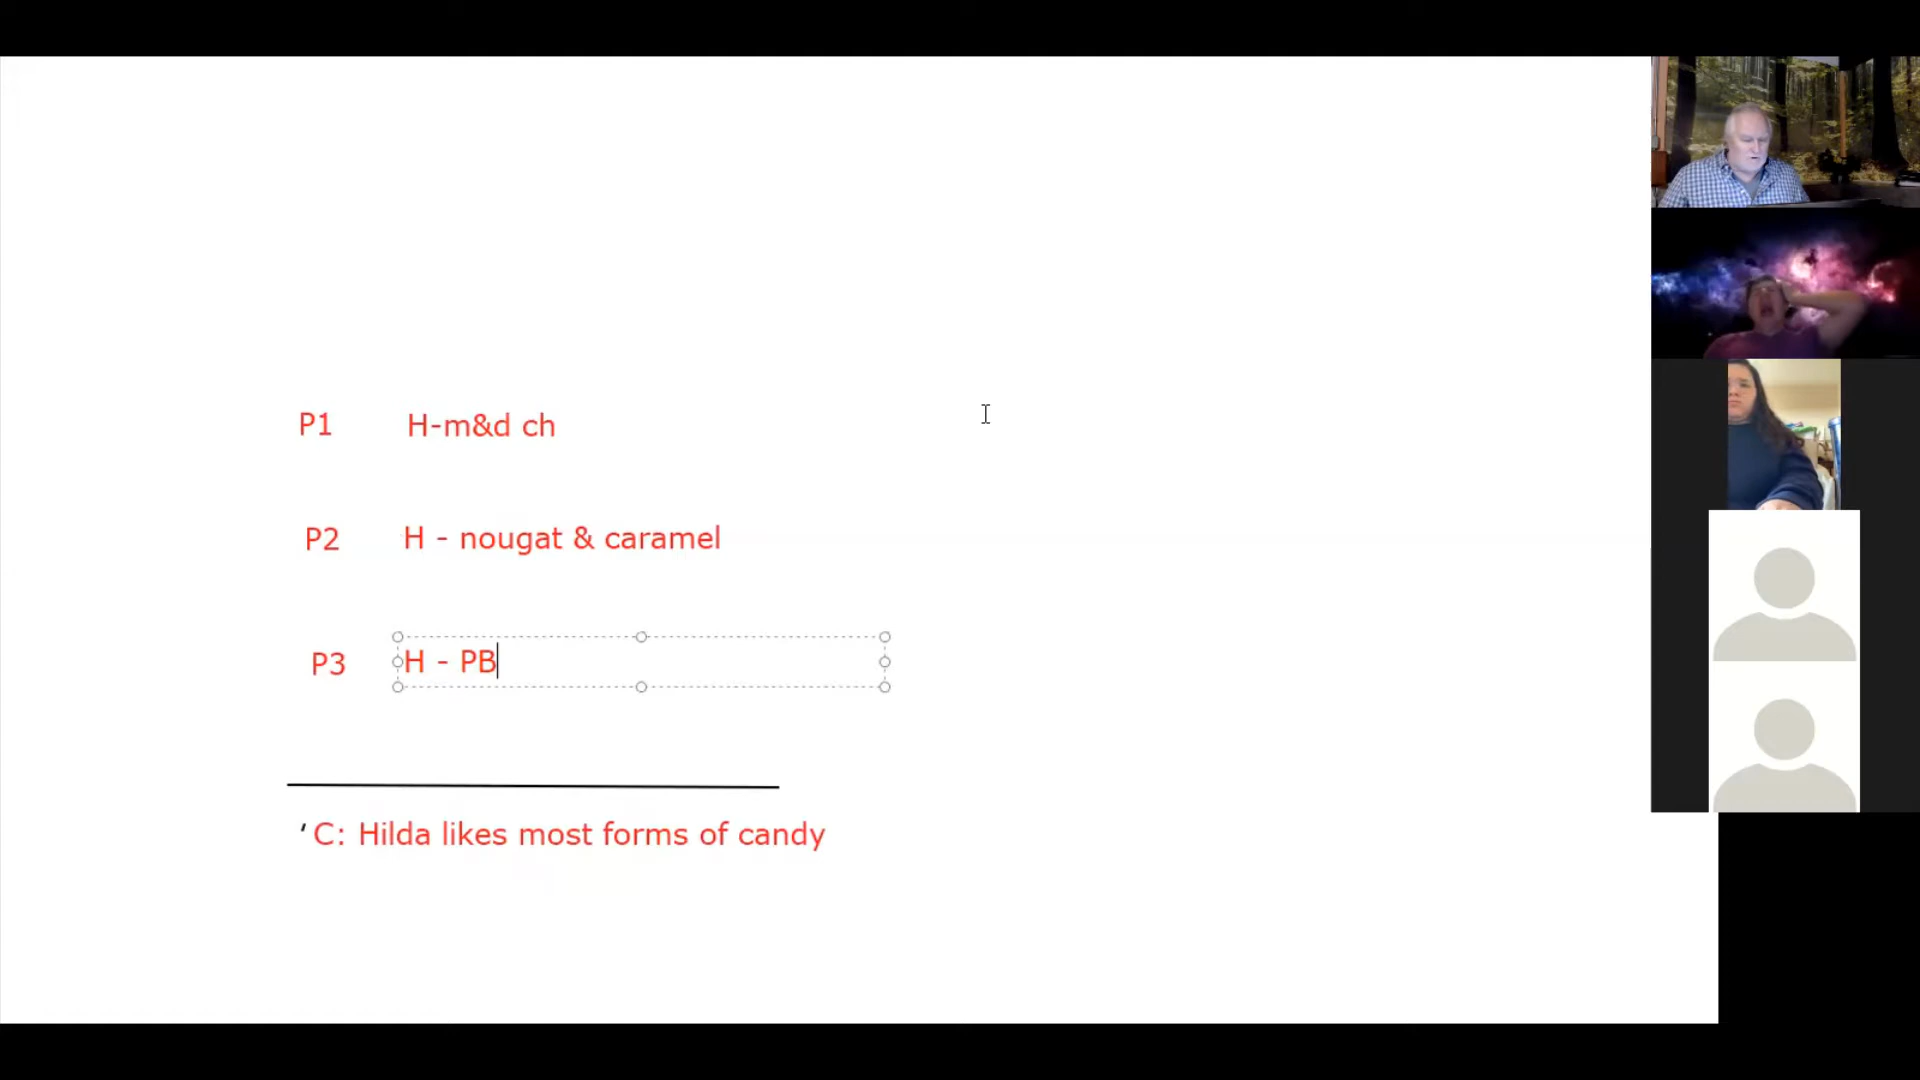 P1 H-m&d ch
P2 H - nougat & caramel
P3 H - PB
‘ C: Hilda likes most forms of candy